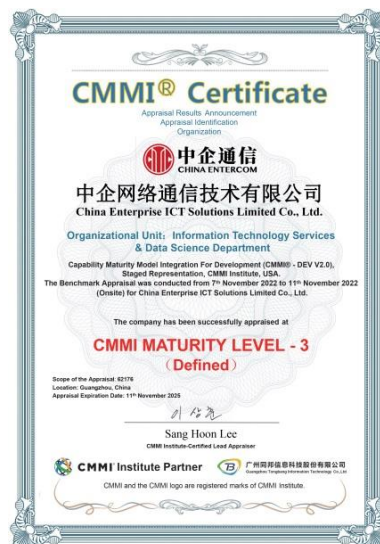 CMMI® Certificate
Appraisal Results Announcement
Appraisal Identification
Organization
中企通信
CHINA ENTERCOM
中企网络通信技术有限公司
China Enterprise ICT Solutions Limited Co., Ltd.
Organizational Unit: Information Technology Services
& Data Science Department
Capability Maturity Model Integration For Development (CMMI® - DEV V2.0),
Staged Representation, CMMI Institute, USA.
The Benchmark Appraisal was conducted from 7th November 2022 to 11th November 2022
(Onsite) for China Enterprise ICT Solutions Limited Co., Ltd.
The company has been successfully appraised at
CMMI MATURITY LEVEL - 3
(Defined)
Scope of the Appraisal: 62176
Location: Guangzhou, China
Appraisal Expiration Date: 11th November 2025
Sang Hoon Lee
CMMI Institute-Certified Lead Appraiser
CMMI Institute Partner
广州同邦信息科技股份有限公司
Guangzhou Tongbang Information Technology Co., Ltd
CMMI and the CMMI logo are registered marks of CMMI Institute.